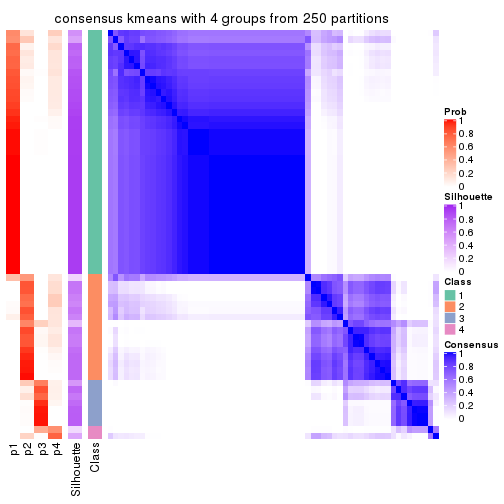 consensus kmeans with 4 groups from 250 partitions
Prob
1
0.8
0.6
0.4
0.2
0
Silhouette
1
0.8
0.6
0.4
0.2
0
Class
1
2
3
4
Consensus
1
0.8
0.6
0.4
0.2
0
p1
p2
p3
p4
Silhouette
Class